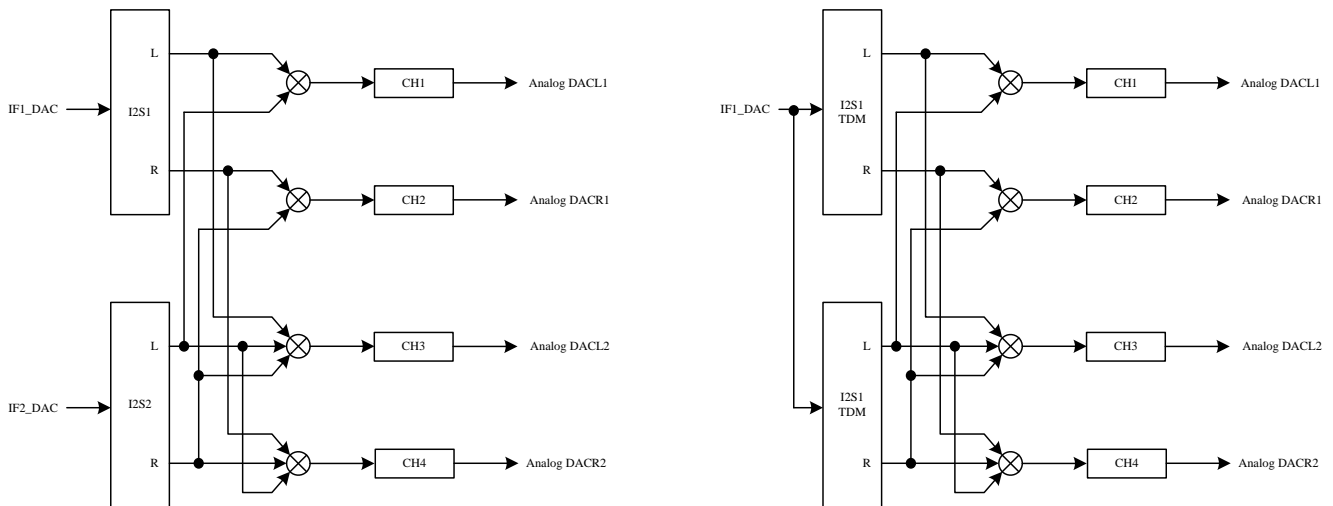 L
CH1
Analog DACL1
IF1_DAC
I2S1
R
CH2
Analog DACR1
L
CH3
Analog DACL2
IF2_DAC
I2S2
R
CH4
Analog DACR2
L
CH1
Analog DACL1
IF1_DAC
I2S1
TDM
R
CH2
Analog DACR1
L
CH3
Analog DACL2
I2S1
TDM
R
CH4
Analog DACR2